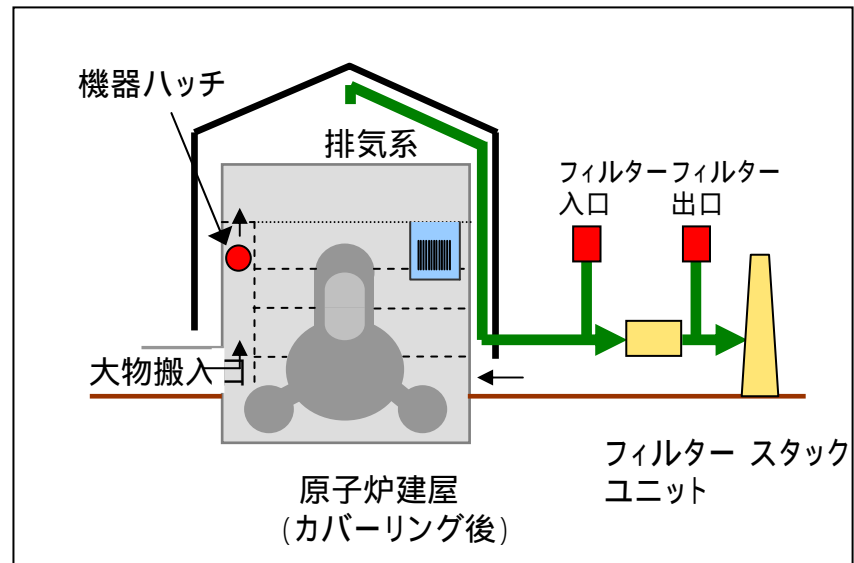 機器ハッチ
排気系
フィルター
入口
フィルター
出口
大物搬入口
フィルター
ユニット
スタック
原子炉建屋
(カバーリング後)